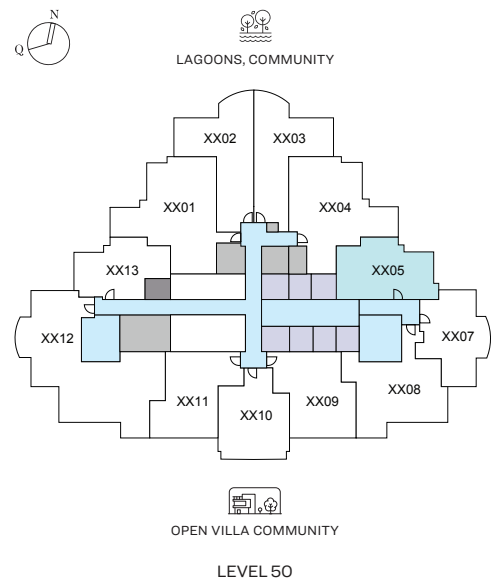 N
Q
LAGOONS, COMMUNITY
XX02
XX03
XX01
XX04
XX13
XX05
XX12
XX07
XX11
XX10
XX09
XX08
OPEN VILLA COMMUNITY
LEVEL 50